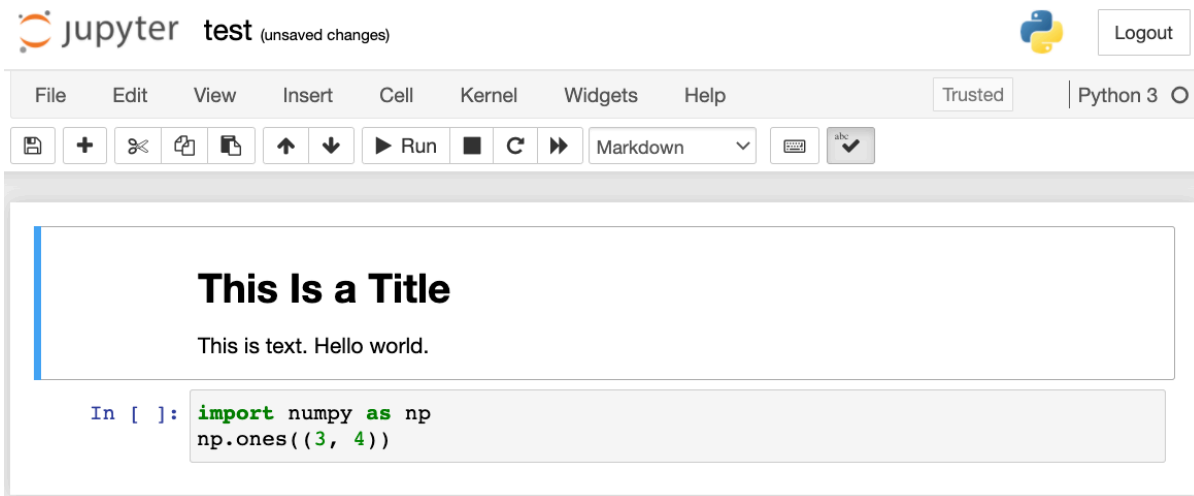 jupyter test (unsaved changes) Logout
File Edit View Insert Cell Kernel Widgets Help Trusted Python 3
Run Markdown abc
This Is a Title
This is text. Hello world.
In [ ]: import numpy as np
np.ones((3, 4))